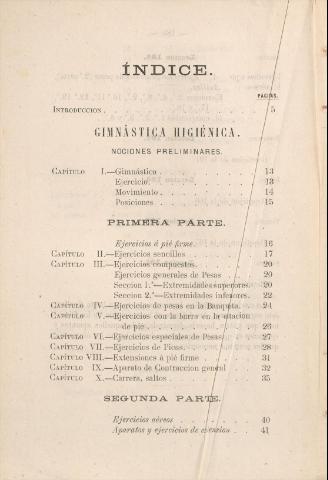 ÍNDICE.
PÁGINS.
INTRODUCCION . . . . . . . . . . . 5
GIMNÁSTICA HIGIÉNICA.
NOCIONES PRELIMINARES.
CAPÍTULO I.—Gimnástica . . . . . . . . 13
Ejercicio. . . . . . . . . 13
Movimiento . . . . . . . . 14
Posiciones . . . . . . . . 15
PRIMERA PARTE.
Ejercicios á pié firme. . . . . . 16
CAPÍTULO II.—Ejercicios sencillos . . . . . . 17
CAPÍTULO III.—Ejercicios compuestos. . . . . . 20
Ejercicios generales de Pesas . . . 20
Seccion 1.ª—Extremidades superiores. 20
Seccion 2.ª—Extremidades inferiores. 22
CAPÍTULO IV.—Ejercicios de pesas en la Banqueta. 24
CAPÍTULO V.—Ejercicios con la barra en la estacion
de pié . . . . . . . . . 26
CAPÍTULO VI.—Ejercicios especiales de Pesas. . . 27
CAPÍTULO VII.—Ejercicios de Picas. . . . . . 28
CAPÍTULO VIII.—Extensiones á pié firme . . . . 31
CAPÍTULO IX.—Aparato de Contraccion general . . 32
CAPÍTULO X.—Carrera, saltos . . . . . . . 35
SEGUNDA PARTE.
Ejercicios aéreos . . . . . . 40
Aparatos y ejercicios de . . 41